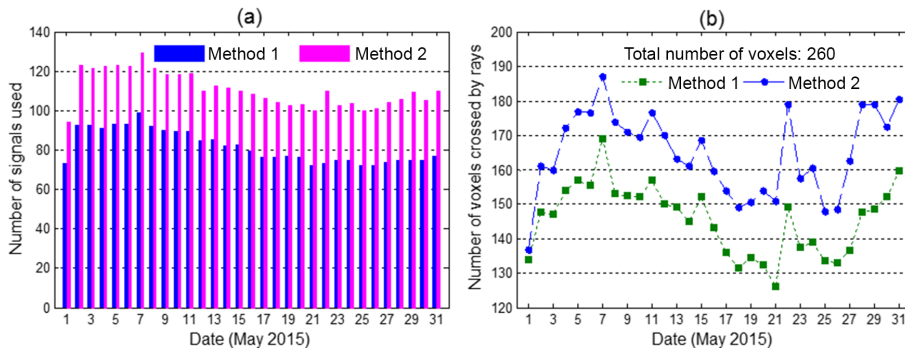 (a)
Method 1 Method 2
Number of signals used
140
120
100
80
60
40
20
0
1 3 5 7 9 11 13 15 17 19 21 23 25 27 29 31
Date (May 2015)
(b)
Total number of voxels: 260
Method 1 Method 2
Number of voxels crossed by rays
200
190
180
170
160
150
140
130
120
1 3 5 7 9 11 13 15 17 19 21 23 25 27 29 31
Date (May 2015)